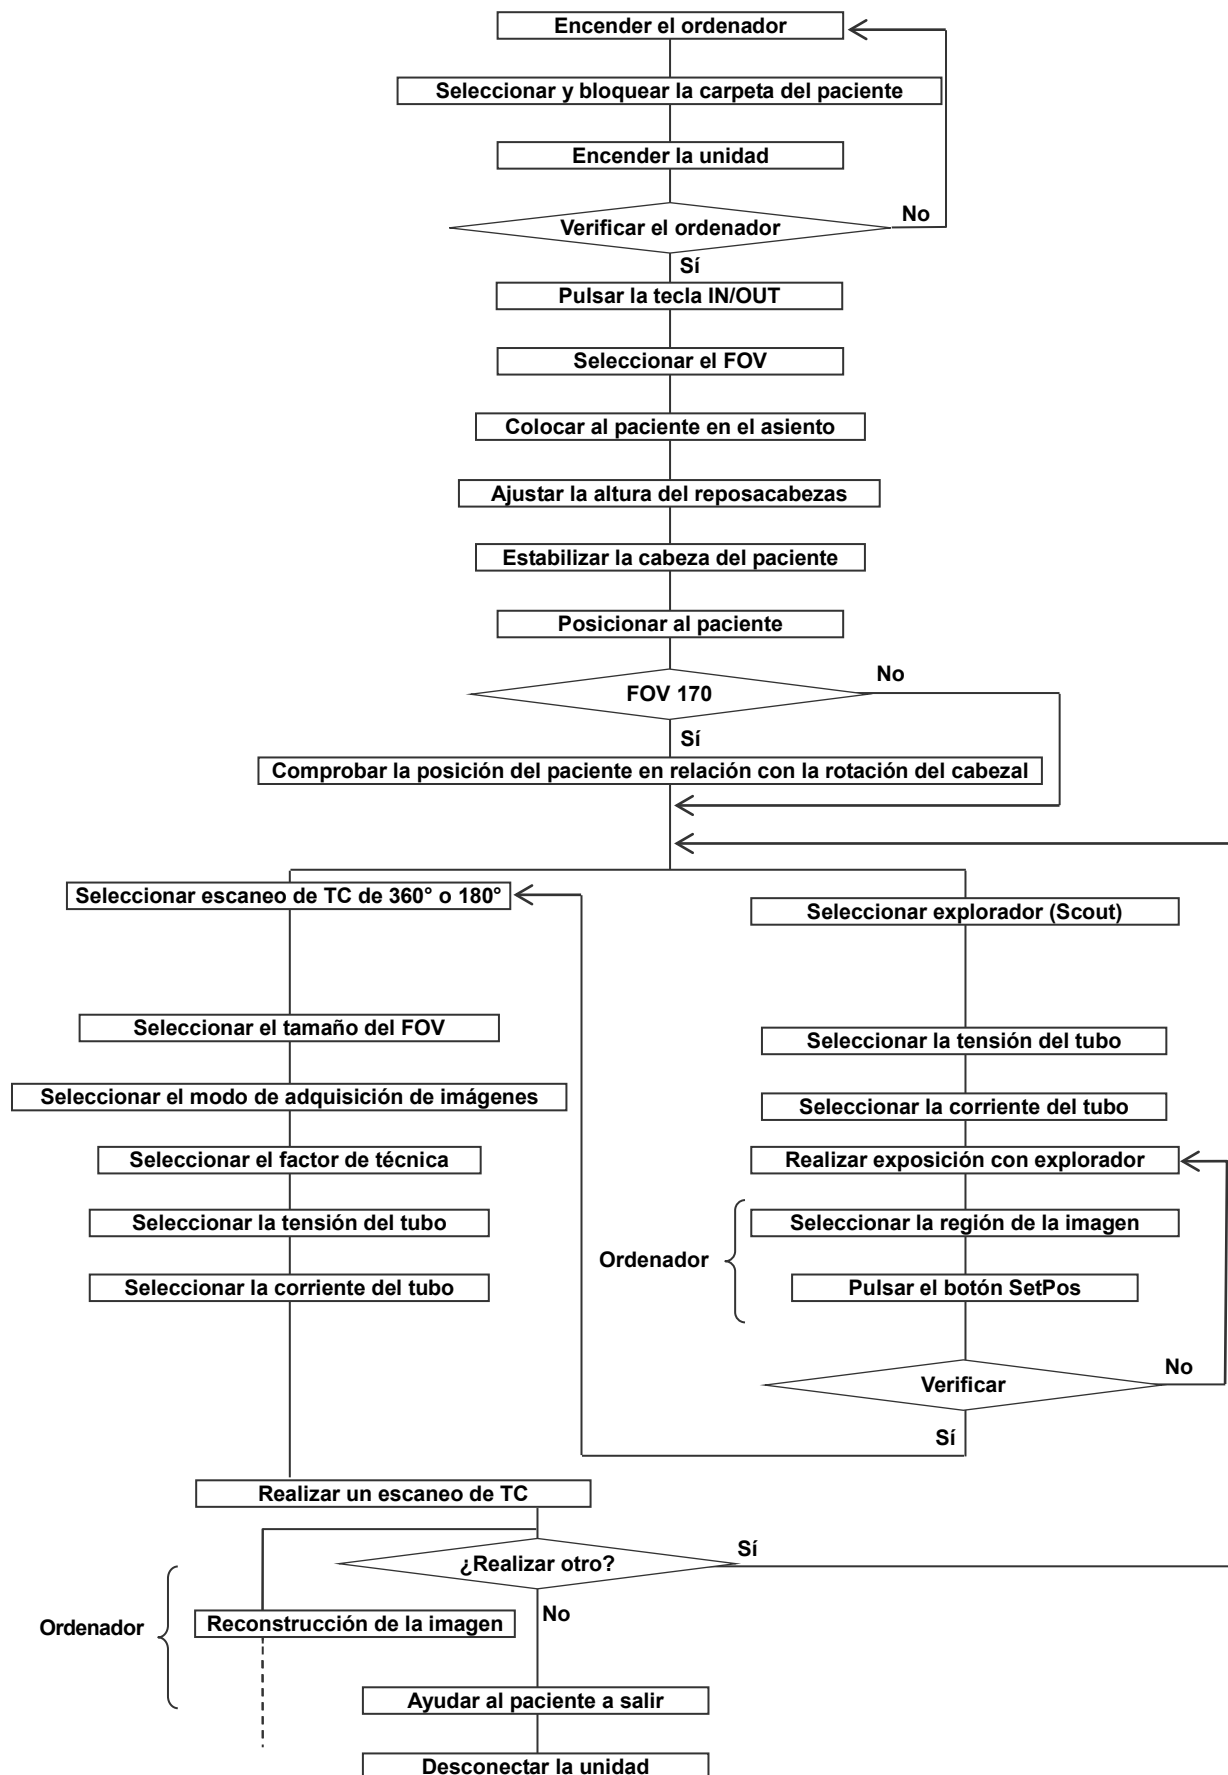 Encender el ordenador
Seleccionar y bloquear la carpeta del paciente
Encender la unidad
Verificar el ordenador
No
Sí
Pulsar la tecla IN/OUT
Seleccionar el FOV
Colocar al paciente en el asiento
Ajustar la altura del reposacabezas
Estabilizar la cabeza del paciente
Posicionar al paciente
FOV 170
No
Sí
Comprobar la posición del paciente en relación con la rotación del cabezal
Seleccionar escaneo de TC de 360° o 180°
Seleccionar el tamaño del FOV
Seleccionar el modo de adquisición de imágenes
Seleccionar el factor de técnica
Seleccionar la tensión del tubo
Seleccionar la corriente del tubo
Seleccionar explorador (Scout)
Seleccionar la tensión del tubo
Seleccionar la corriente del tubo
Realizar exposición con explorador
Seleccionar la región de la imagen
Ordenador
Pulsar el botón SetPos
Verificar
No
Sí
Realizar un escaneo de TC
¿Realizar otro?
Sí
No
Ordenador
Reconstrucción de la imagen
Ayudar al paciente a salir
Desconectar la unidad